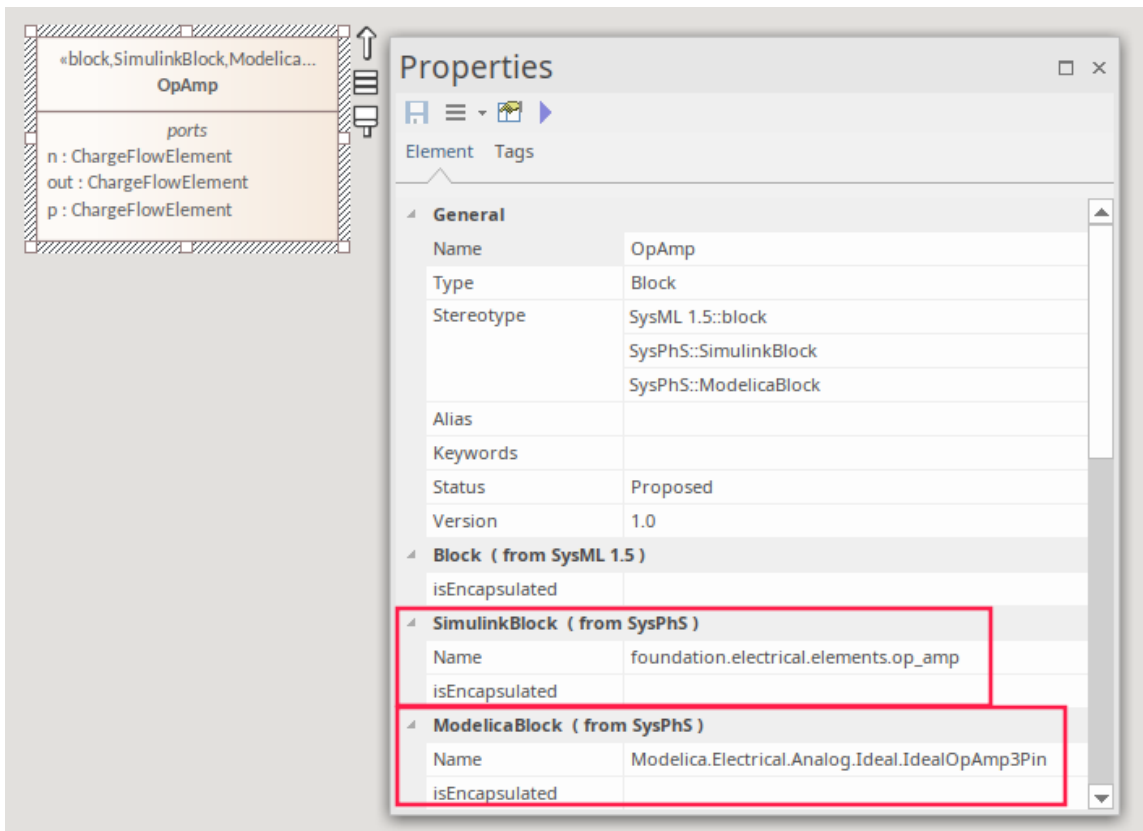 «block,SimulinkBlock,Modelica...
OpAmp
ports
n : ChargeFlowElement
out : ChargeFlowElement
p : ChargeFlowElement
Properties
Element Tags
General
Name OpAmp
Type Block
Stereotype SysML 1.5::block
SysPhS::SimulinkBlock
SysPhS::ModelicaBlock
Alias
Keywords
Status Proposed
Version 1.0
Block ( from SysML 1.5 )
isEncapsulated
SimulinkBlock ( from SysPhS )
Name foundation.electrical.elements.op_amp
isEncapsulated
ModelicaBlock ( from SysPhS )
Name Modelica.Electrical.Analog.Ideal.IdealOpAmp3Pin
isEncapsulated